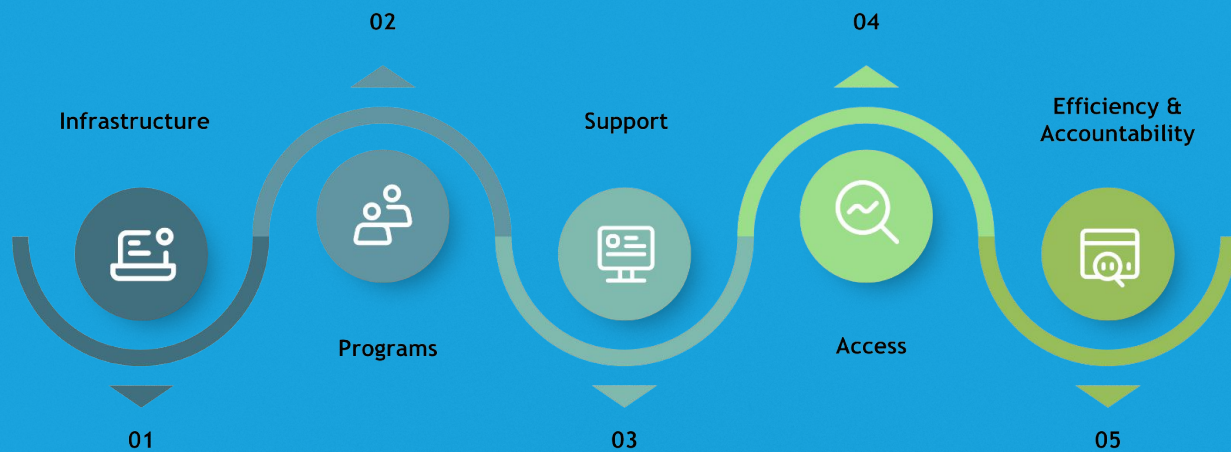 02
04
Infrastructure
Support
Efficiency &
Accountability
Programs
Access
01
03
05